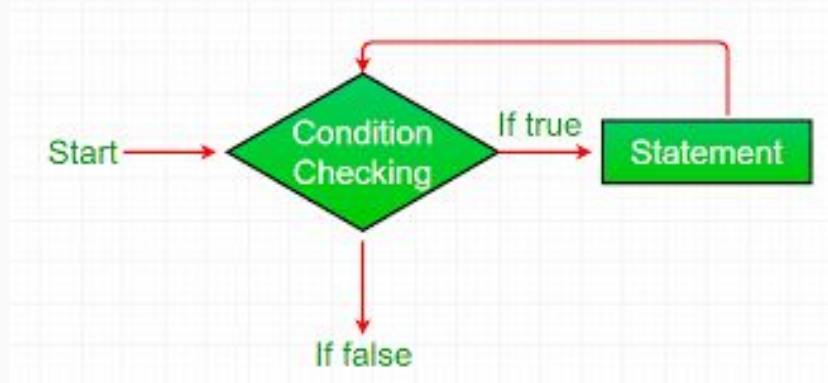 Start
Condition
Checking
If true
Statement
If false